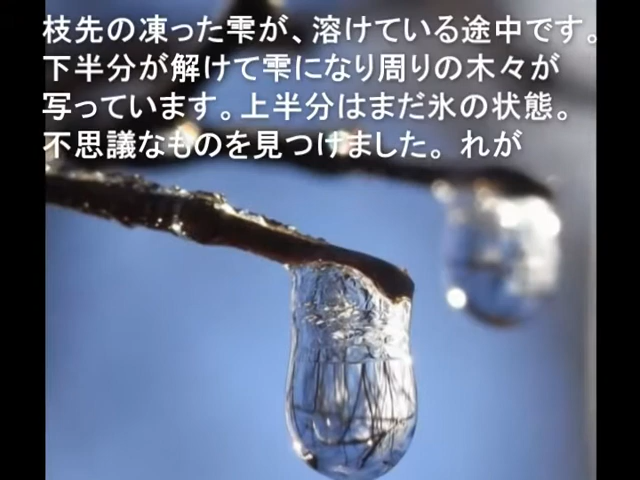 枝先の凍った雫が、溶けている途中です。
下半分が解けて雫になり周りの木々が
写っています。上半分はまだ氷の状態。
不思議なものを見つけました。れが